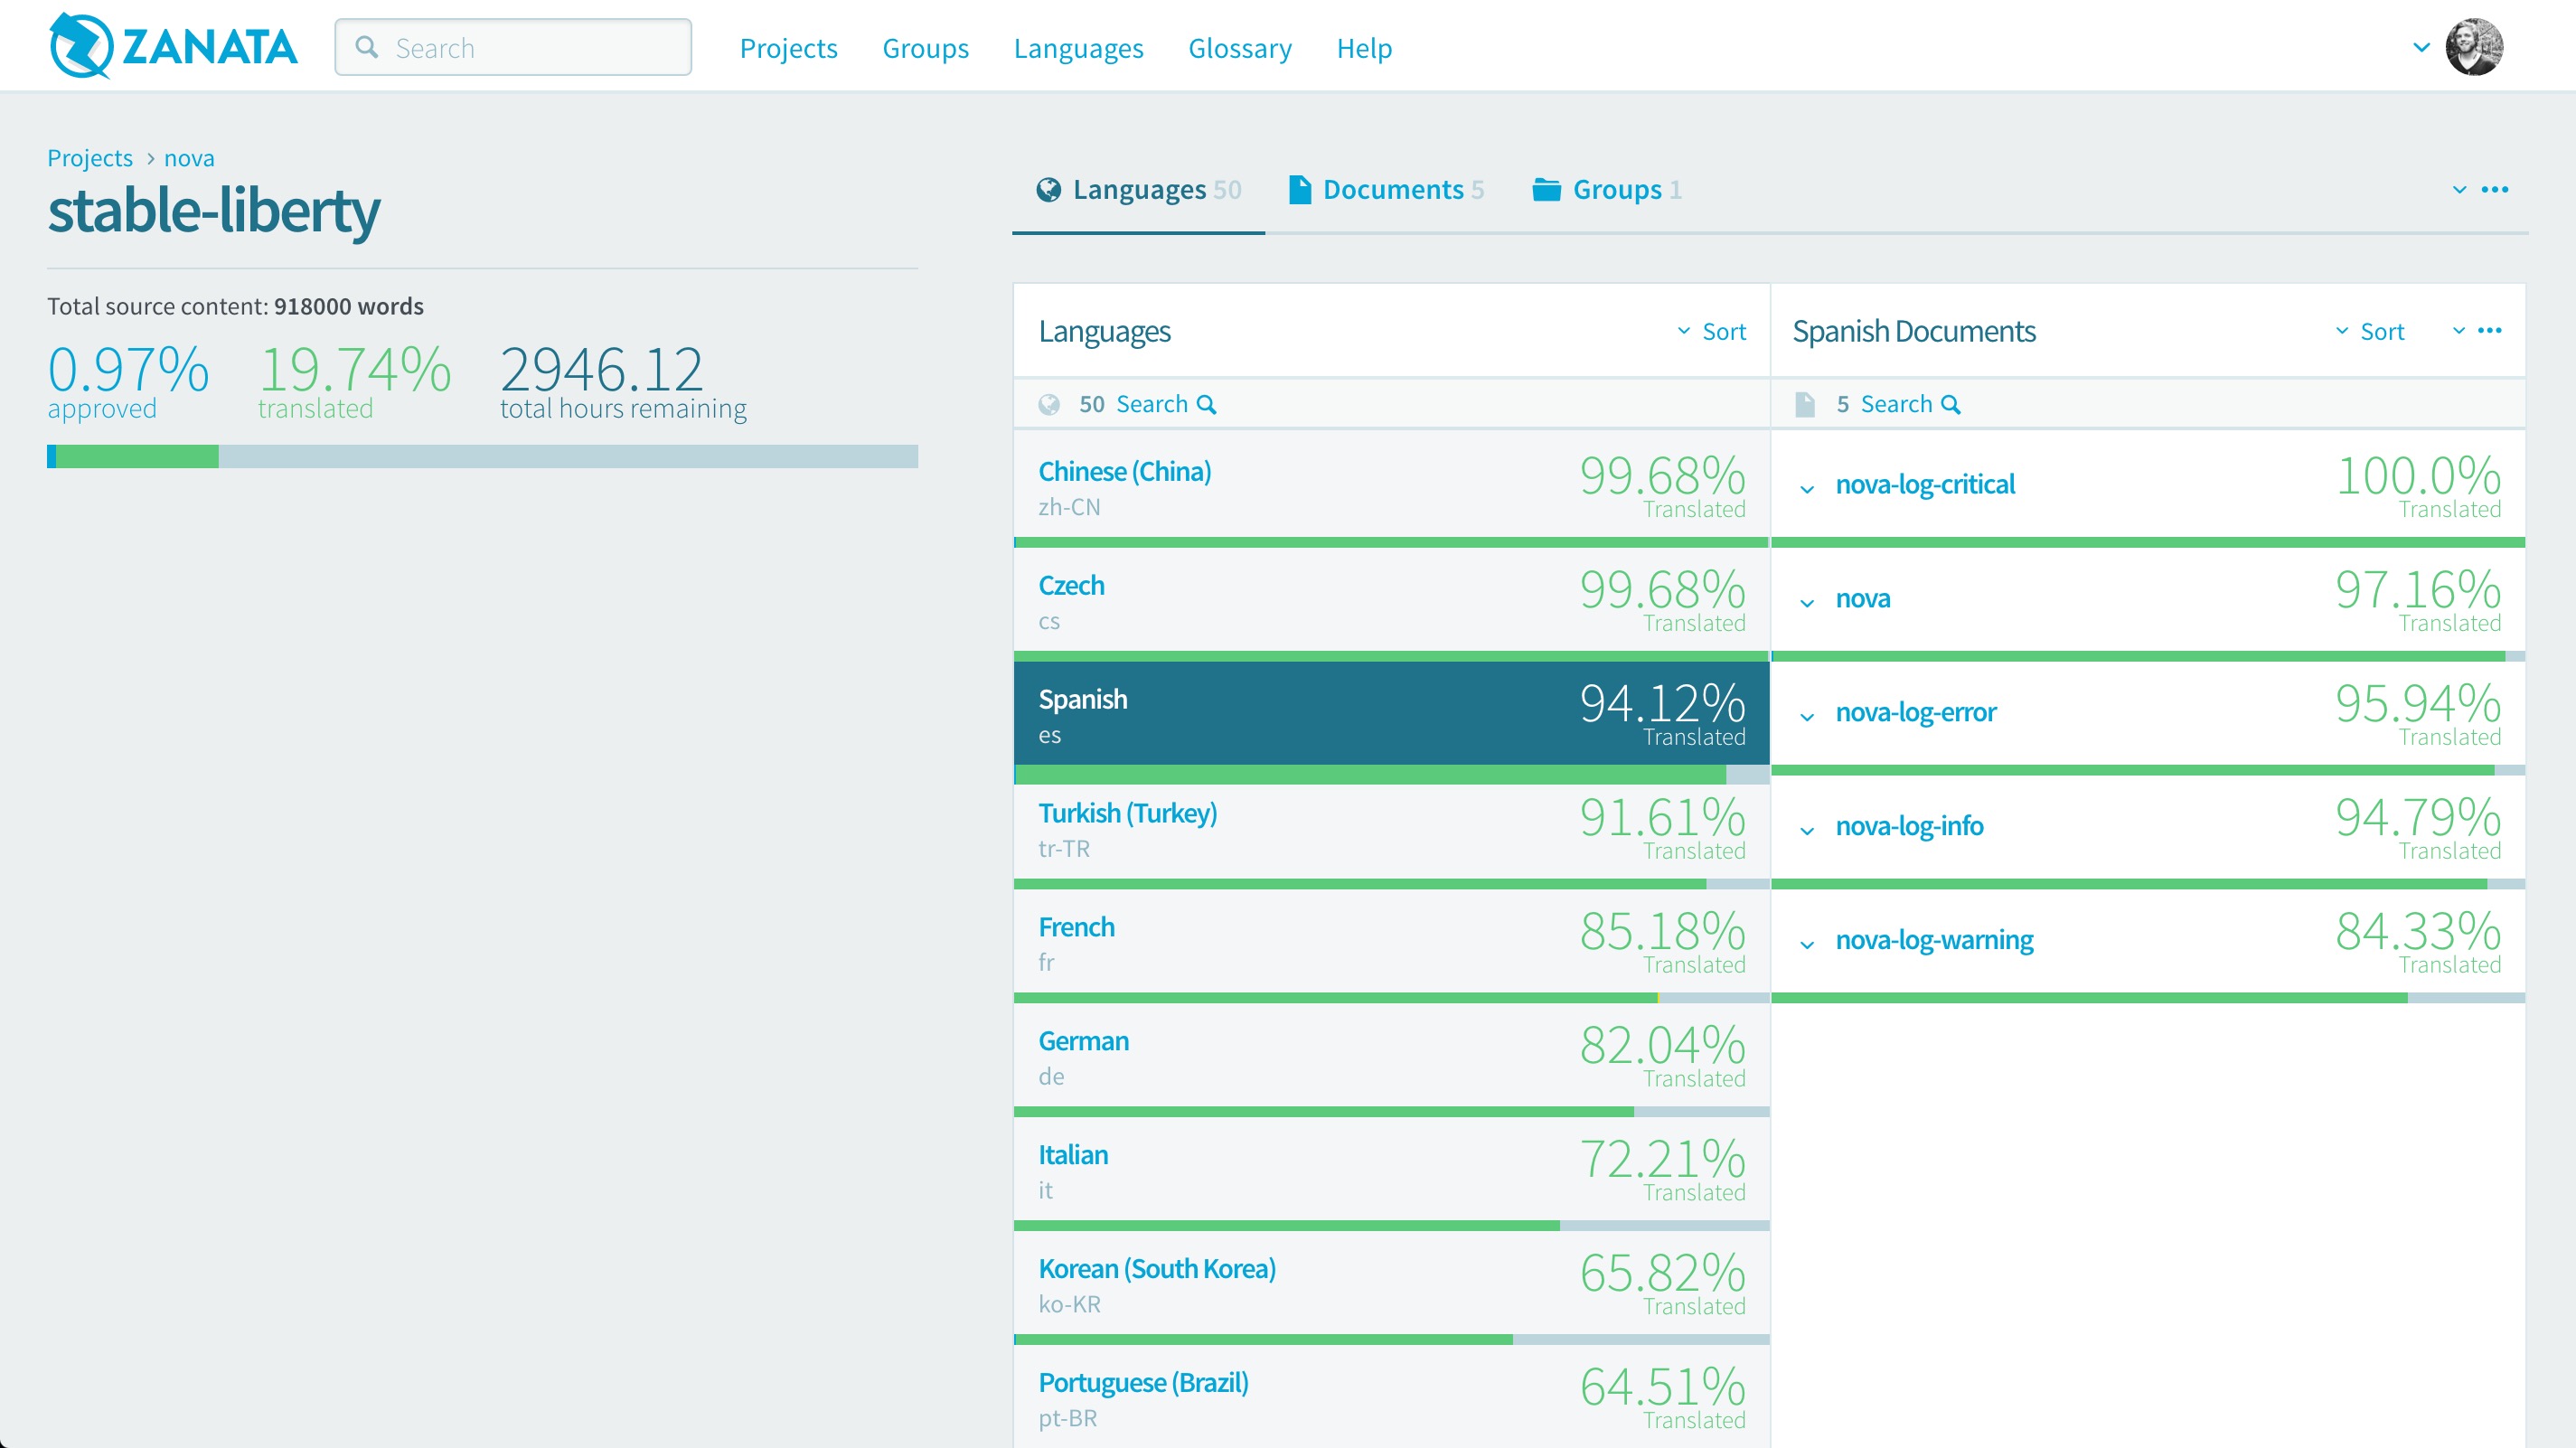 ZANATA
Search
Projects Groups Languages Glossary Help
Projects › nova
stable-liberty
Total source content: 918000 words
0.97% 19.74% 2946.12
approved translated total hours remaining
Languages 50 Documents 5 Groups 1
Languages Sort
50 Search
Chinese (China) 99.68%
zh-CN Translated
Czech 99.68%
cs Translated
Spanish 94.12%
es Translated
Turkish (Turkey) 91.61%
tr-TR Translated
French 85.18%
fr Translated
German 82.04%
de Translated
Italian 72.21%
it Translated
Korean (South Korea) 65.82%
ko-KR Translated
Portuguese (Brazil) 64.51%
pt-BR Translated
Spanish Documents Sort
5 Search
nova-log-critical 100.0%
Translated
nova 97.16%
Translated
nova-log-error 95.94%
Translated
nova-log-info 94.79%
Translated
nova-log-warning 84.33%
Translated